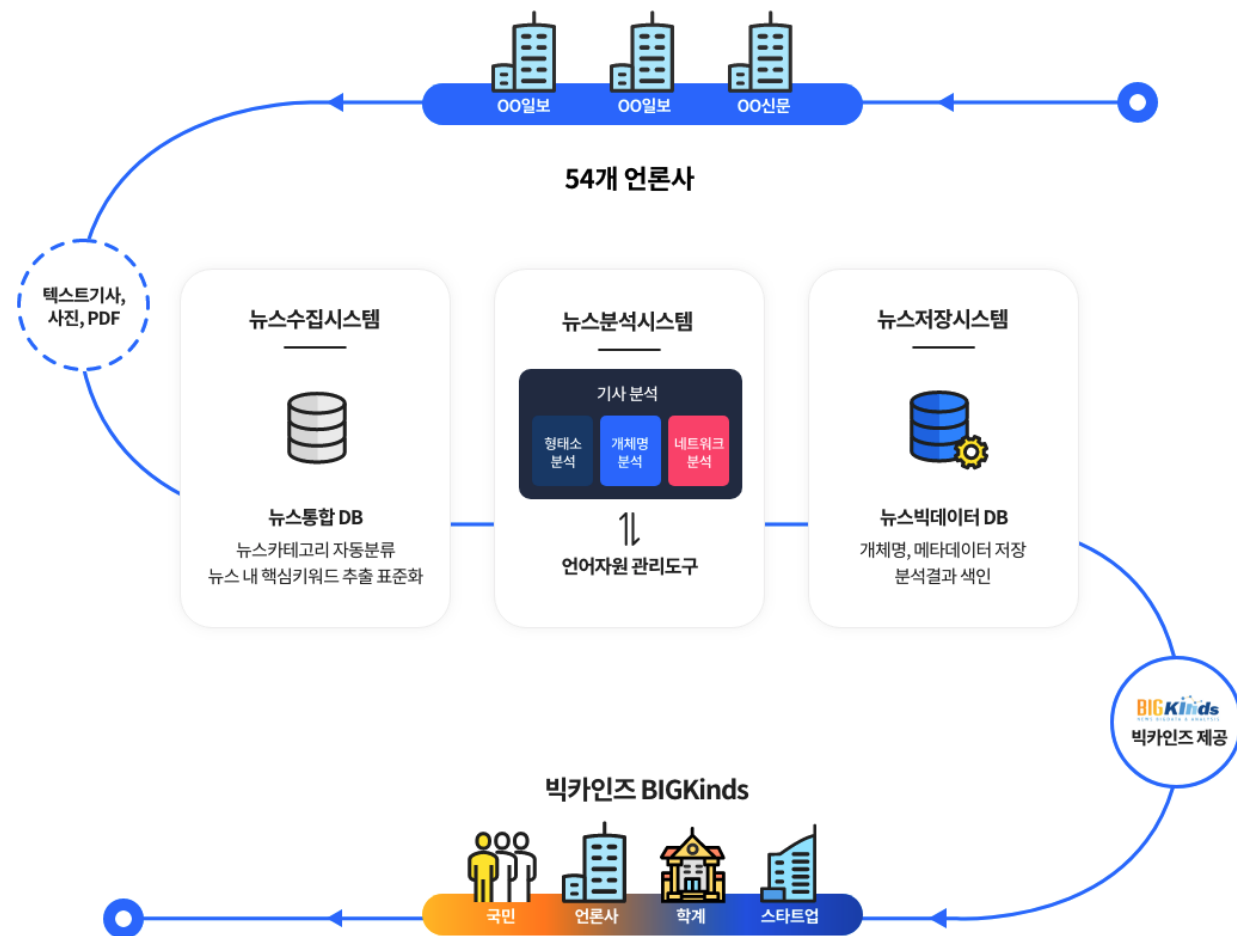 OO일보
OO일보
OO신문
54개 언론사
텍스트기사,
사진, PDF
뉴스수집시스템
뉴스통합 DB
뉴스카테고리 자동분류
뉴스 내 핵심키워드 추출 표준화
뉴스분석시스템
기사 분석
형태소
분석
개체명
분석
네트워크
분석
언어자원 관리도구
뉴스저장시스템
뉴스빅데이터 DB
개체명, 메타데이터 저장
분석결과 색인
BIGKinds
NEWS BIGDATA & ANALYSIS
빅카인즈 제공
빅카인즈 BIGKinds
국민
언론사
학계
스타트업